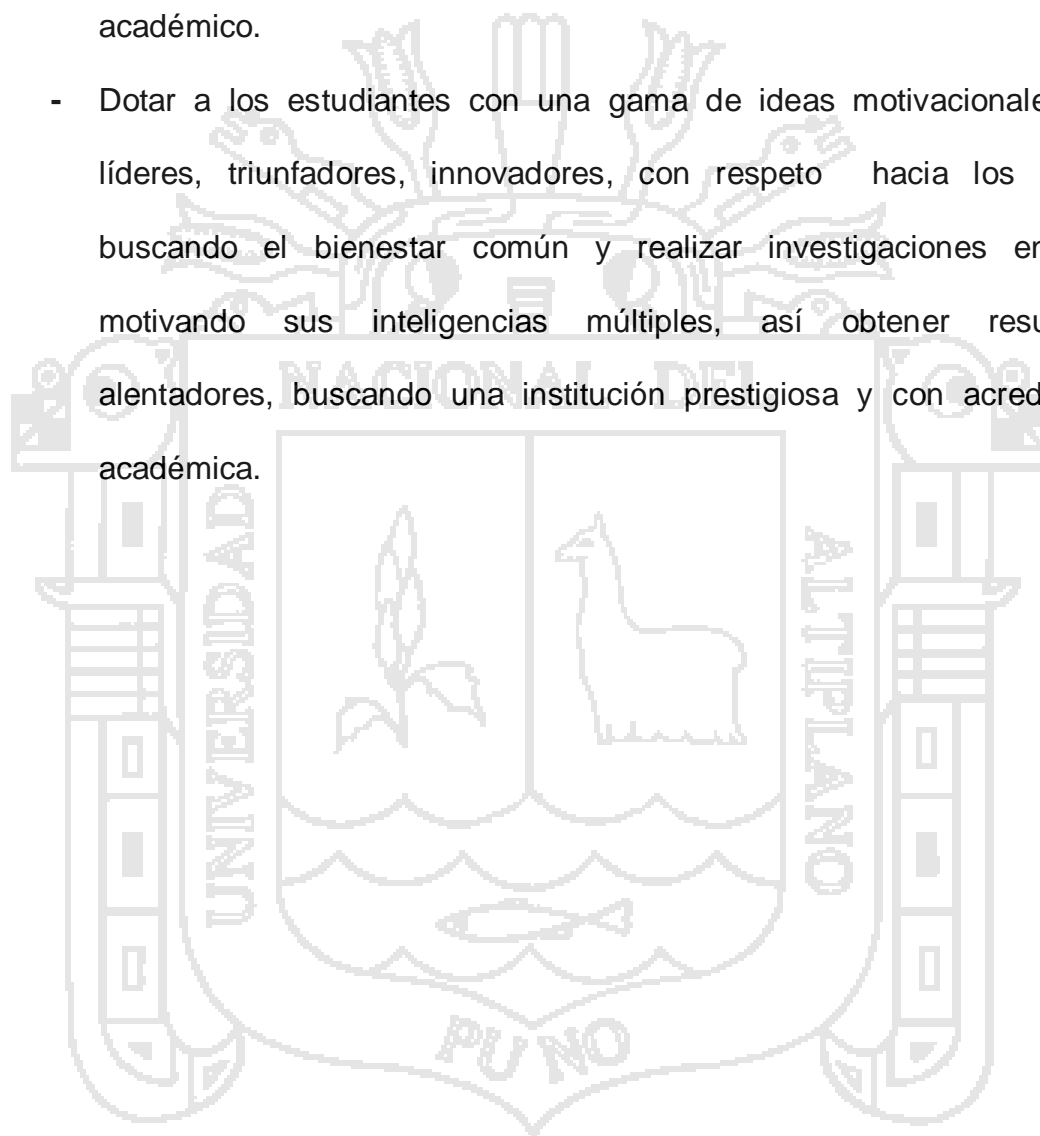 académico.
- Dotar a los estudiantes con una gama de ideas motivacionale
líderes, triunfadores, innovadores, con respeto hacia los
buscando el bienestar común y realizar investigaciones en
motivando sus inteligencias múltiples, así obtener resu
NACIONAL DEL
alentadores, buscando una institución prestigiosa y con acred
académica.
UNIVERSIDAD
ALTIPLANO
PUNO